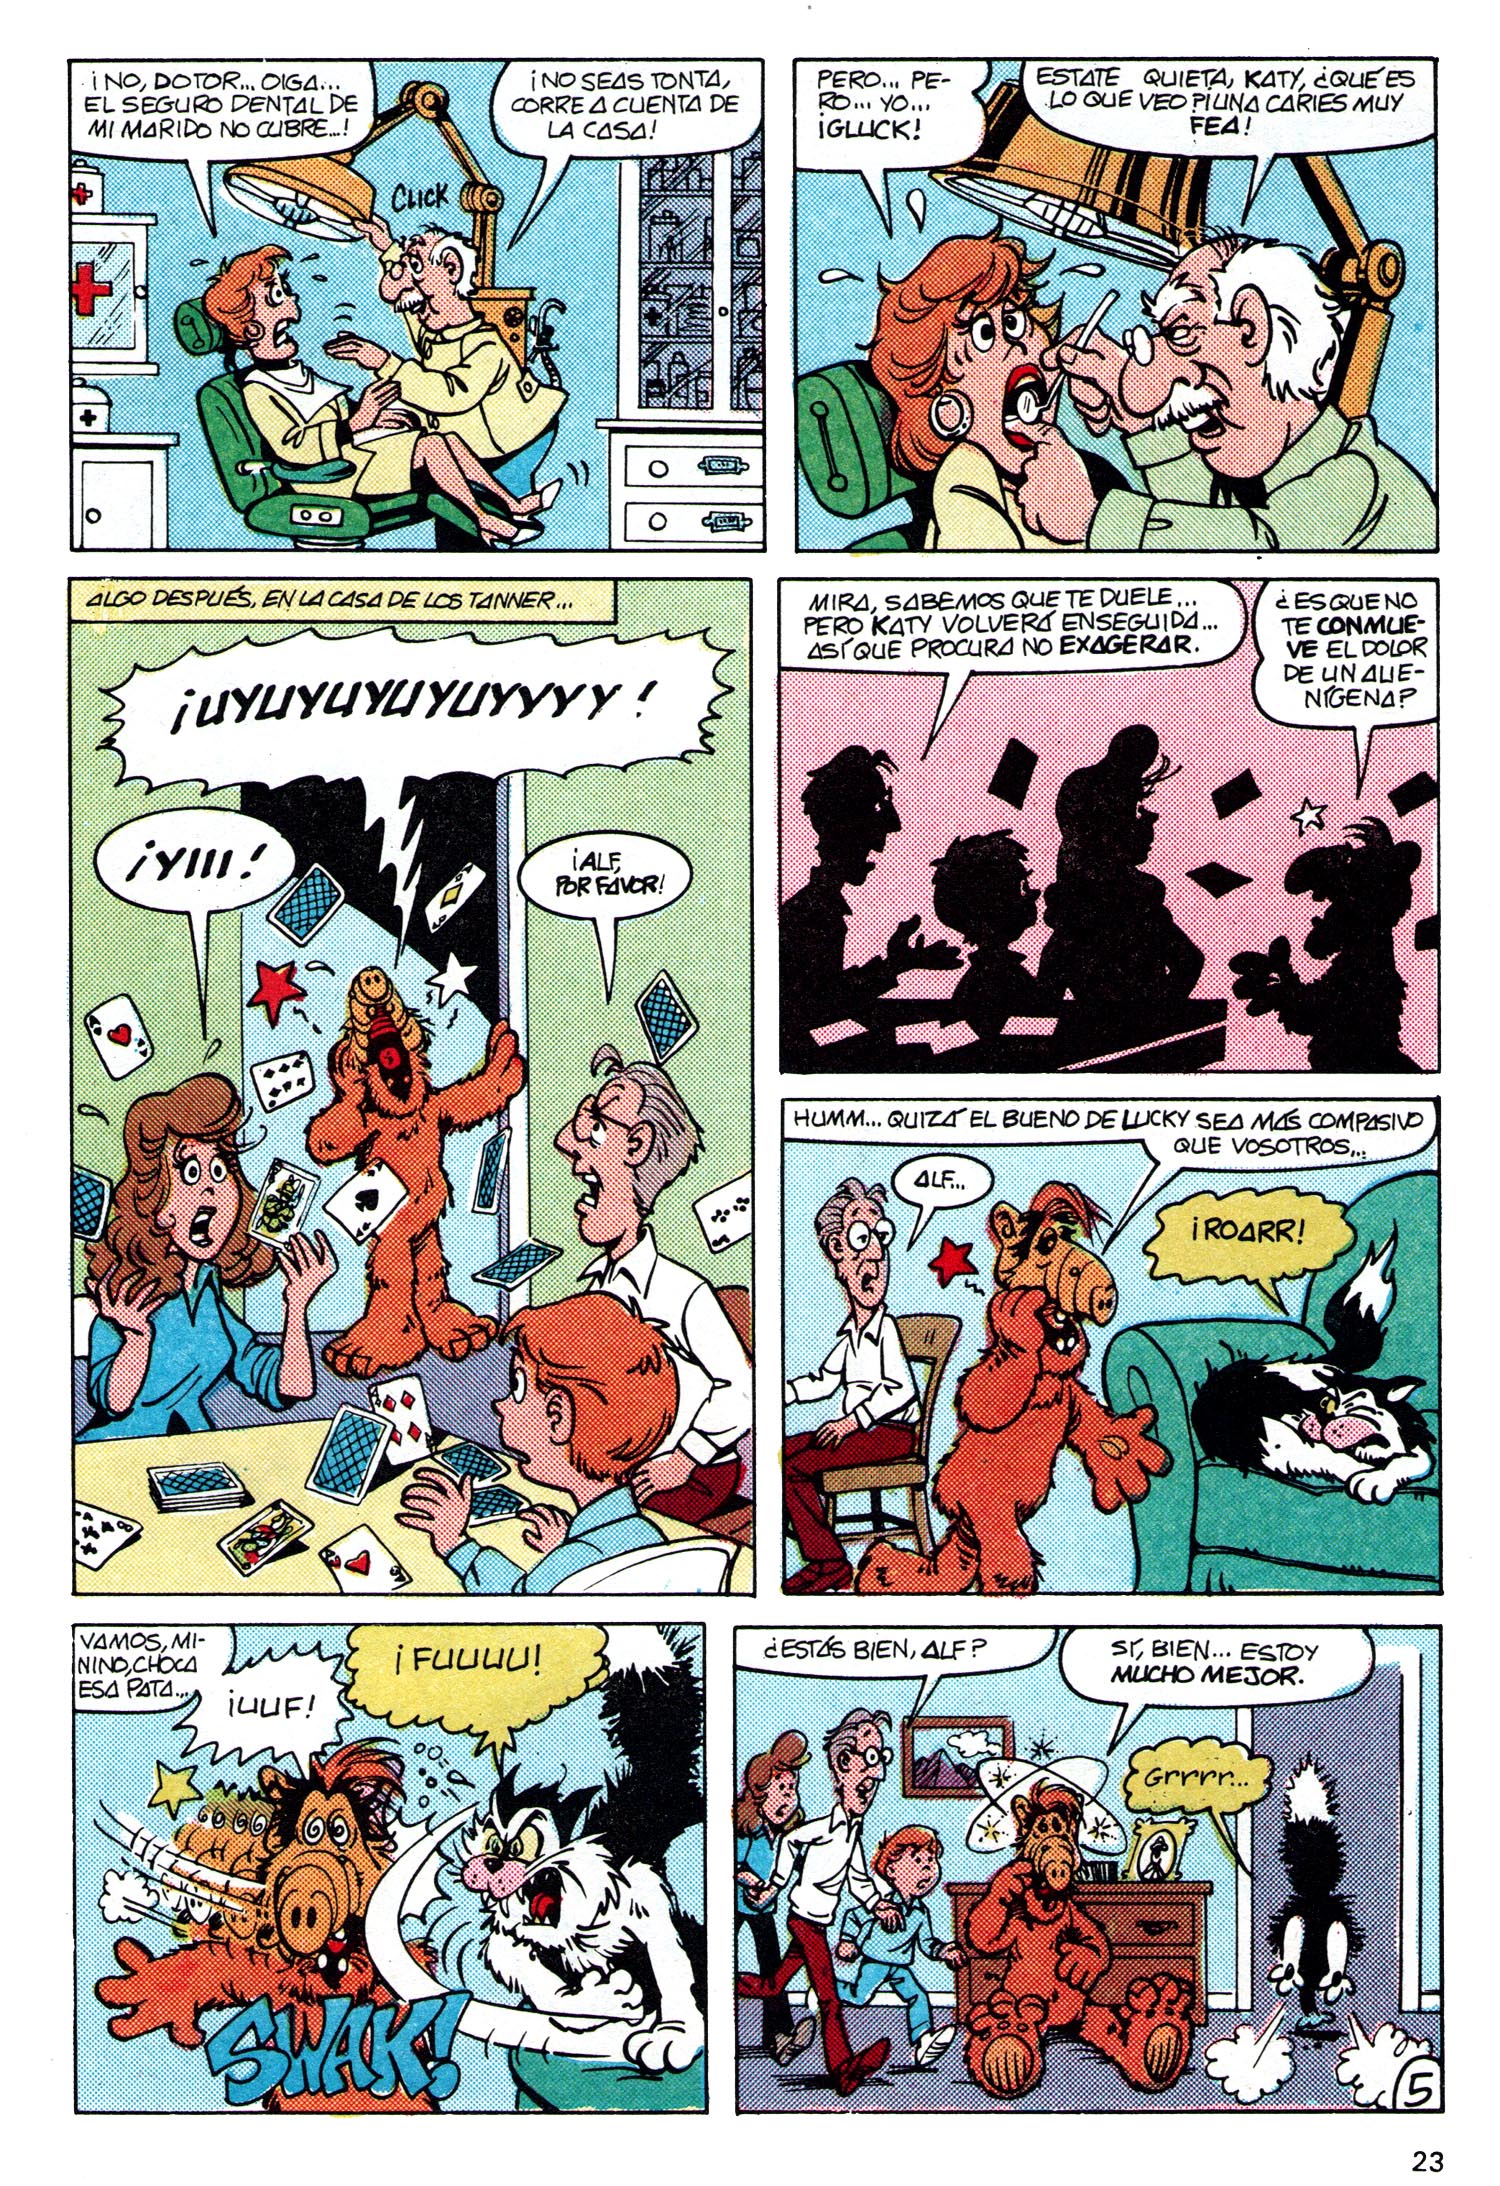 ¡NO, DOTOR... OIGA...
EL SEGURO DENTAL DE
MI MARIDO NO CUBRE...!
¡NO SEAS TONTA,
CORRE A CUENTA DE
LA CASA!
CLICK
PERO... PE-
RO... YO...
¡GLUCK!
ESTATE QUIETA, KATY, ¿QUÉ ES
LO QUE VEO? ¡UNA CARIES MUY
FEA!
ALGO DESPUÉS, EN LA CASA DE LOS TANNER...
¡UYUYUYUYUYUYYYY!
¡YIII!
¡ALF,
POR FAVOR!
MIRA, SABEMOS QUE TE DUELE...
PERO KATY VOLVERÁ ENSEGUIDA...
ASÍ QUE PROCURA NO EXAGERAR.
¿ES QUE NO
TE CONMUE-
VE EL DOLOR
DE UN ALIE-
NÍGENA?
HUMM... QUIZÁ EL BUENO DE LUCKY SEA MÁS COMPASIVO
QUE VOSOTROS...
ALF...
¡ROARR!
VAMOS, MI-
NINO, CHOCA
ESA PATA...
¡UUF!
¡FUUUU!
SWAK!
¿ESTÁS BIEN, ALF?
SÍ, BIEN... ESTOY
MUCHO MEJOR.
Grrrr...
5
23